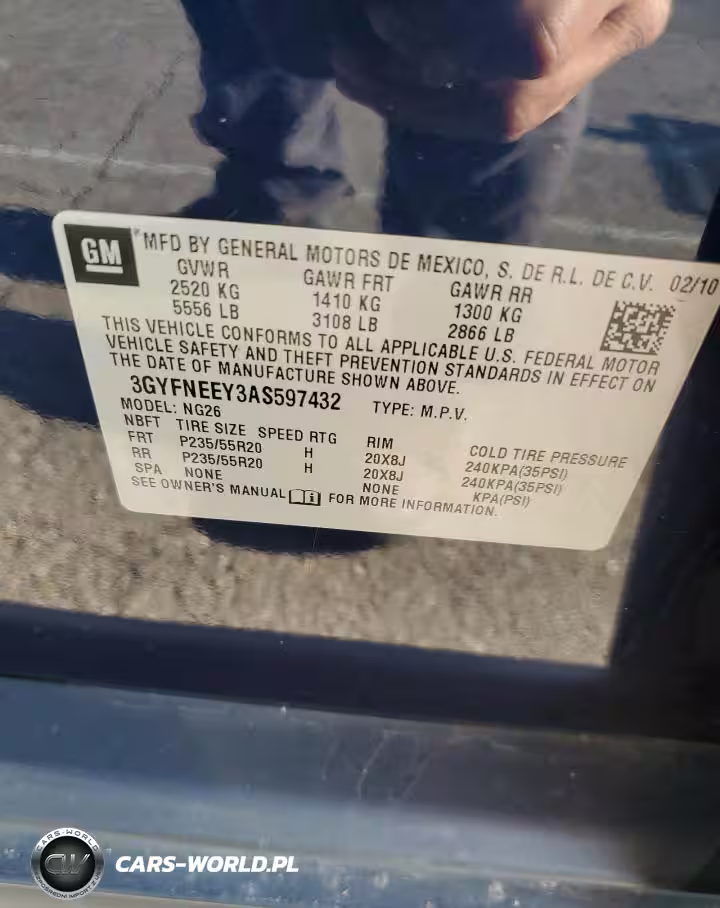 GM
*MFD BY GENERAL MOTORS DE MEXICO, S. DE R.L. DE C.V. 02/10
GVWR GAWR FRT GAWR RR
2520 KG 1410 KG 1300 KG
5556 LB 3108 LB 2866 LB
THIS VEHICLE CONFORMS TO ALL APPLICABLE U.S. FEDERAL MOTOR
VEHICLE SAFETY AND THEFT PREVENTION STANDARDS IN EFFECT ON
THE DATE OF MANUFACTURE SHOWN ABOVE.
3GYFNEEY3AS597432 TYPE: M.P.V.
MODEL: NG26
NBFT TIRE SIZE SPEED RTG RIM COLD TIRE PRESSURE
FRT P235/55R20 H 20X8J 240KPA(35PSI)
RR P235/55R20 H 20X8J 240KPA(35PSI)
SPA NONE NONE KPA(PSI)
SEE OWNER'S MANUAL i FOR MORE INFORMATION.
CARS-WORLD
CW
CARS-WORLD.PL